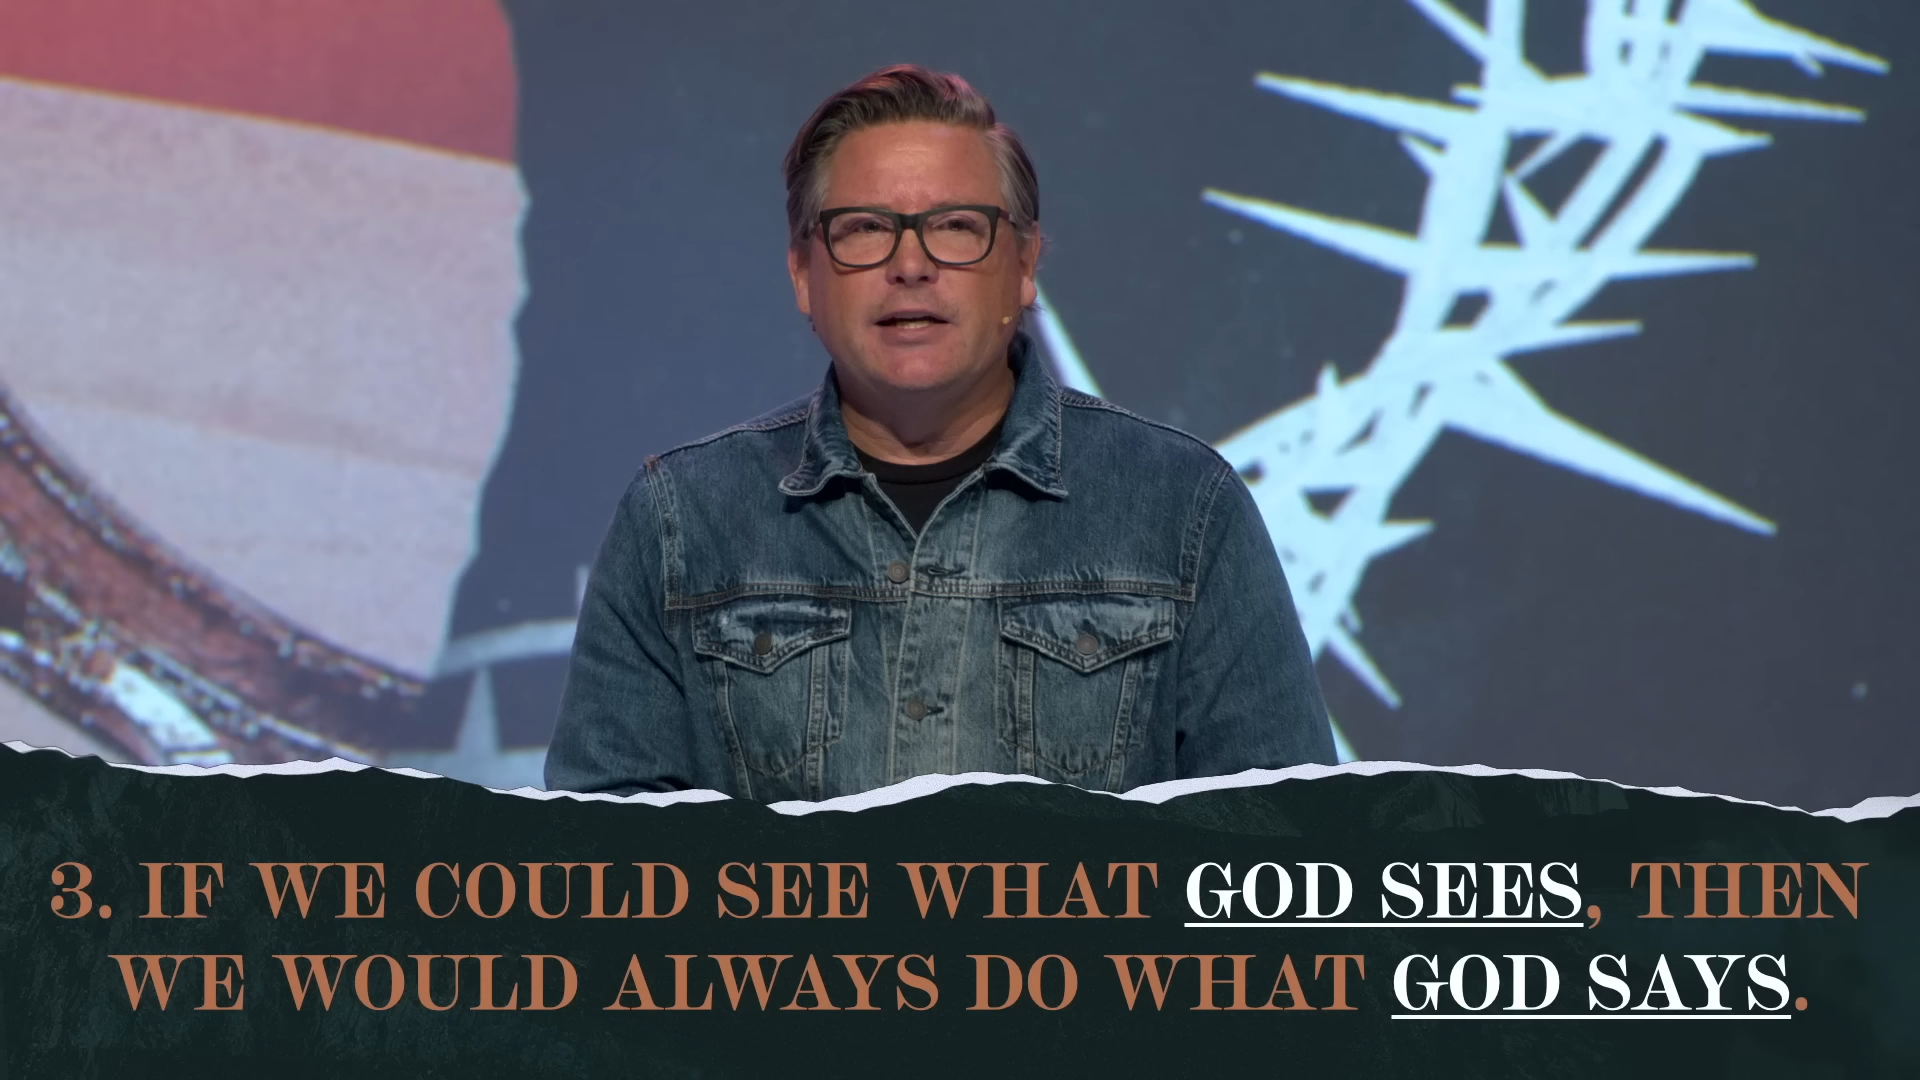 3. IF WE COULD SEE WHAT GOD SEES, THEN
WE WOULD ALWAYS DO WHAT GOD SAYS.